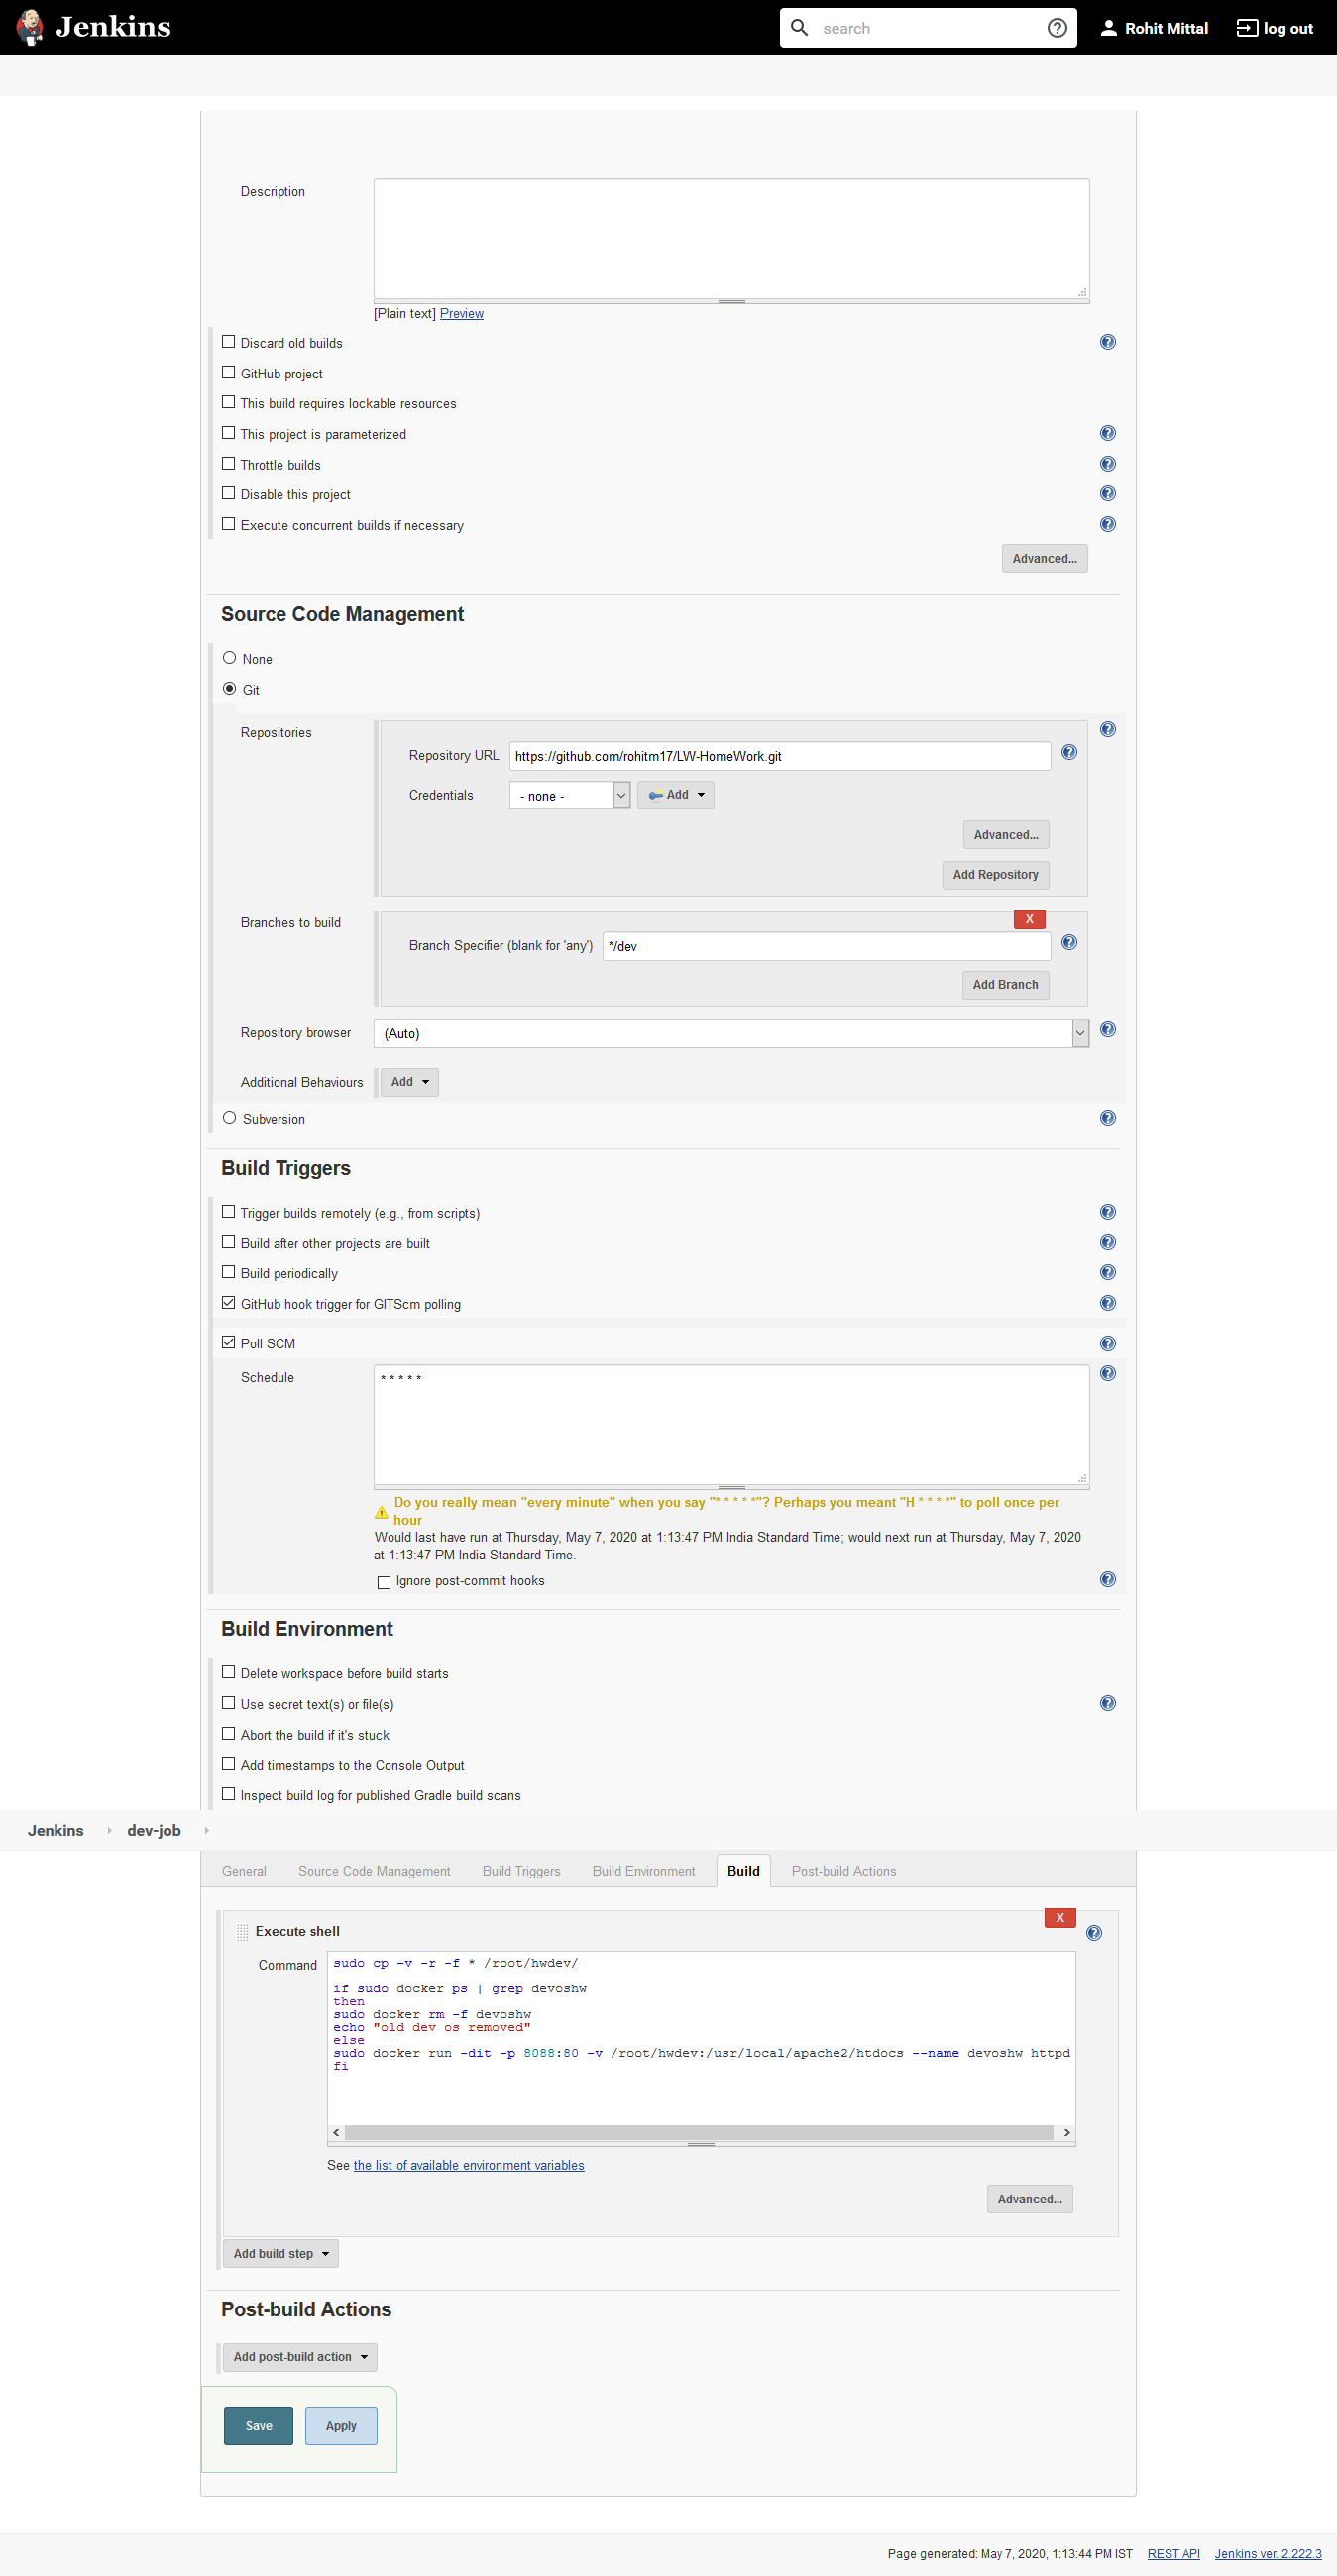 Jenkins
search
Rohit Mittal
log out
Description
[Plain text] Preview
Discard old builds
GitHub project
This build requires lockable resources
This project is parameterized
Throttle builds
Disable this project
Execute concurrent builds if necessary
Advanced...
Source Code Management
None
Git
Repositories
Repository URL https://github.com/rohitm17/LW-HomeWork.git
Credentials - none - Add
Advanced...
Add Repository
Branches to build
X
Branch Specifier (blank for 'any') */dev
Add Branch
Repository browser (Auto)
Additional Behaviours Add
Subversion
Build Triggers
Trigger builds remotely (e.g., from scripts)
Build after other projects are built
Build periodically
GitHub hook trigger for GITScm polling
Poll SCM
Schedule * * * * *
Do you really mean "every minute" when you say "* * * * *"? Perhaps you meant "H * * * *" to poll once per
hour
Would last have run at Thursday, May 7, 2020 at 1:13:47 PM India Standard Time; would next run at Thursday, May 7, 2020
at 1:13:47 PM India Standard Time.
Ignore post-commit hooks
Build Environment
Delete workspace before build starts
Use secret text(s) or file(s)
Abort the build if it's stuck
Add timestamps to the Console Output
Inspect build log for published Gradle build scans
Jenkins dev-job
General Source Code Management Build Triggers Build Environment Build Post-build Actions
X
Execute shell
Command
sudo cp -v -r -f * /root/hwdev/
if sudo docker ps | grep devoshw
then
sudo docker rm -f devoshw
echo "old dev os removed"
else
sudo docker run -dit -p 8088:80 -v /root/hwdev:/usr/local/apache2/htdocs --name devoshw httpd
fi
See the list of available environment variables
Advanced...
Add build step
Post-build Actions
Add post-build action
Save Apply
Page generated: May 7, 2020, 1:13:44 PM IST REST API Jenkins ver. 2.222.3